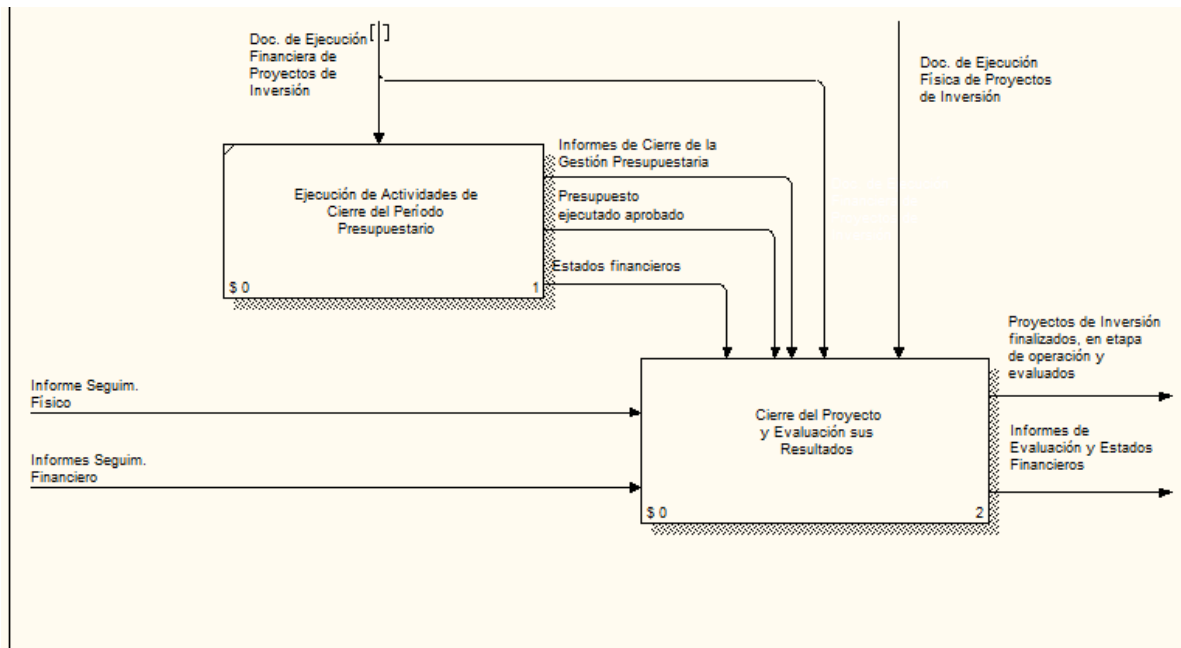 Doc. de Ejecución
Financiera de
Proyectos de
Inversión
Doc. de Ejecución
Física de Proyectos
de Inversión
Informes de Cierre de la
Gestión Presupuestaria
Ejecución de Actividades de
Cierre del Período
Presupuestario
$ 0
1
Presupuesto
ejecutado aprobado
Estados financieros
Proyectos de Inversión
finalizados, en etapa
de operación y
evaluados
Informe Seguim.
Físico
Cierre del Proyecto
y Evaluación sus
Resultados
$ 0
2
Informes de
Evaluación y Estados
Financieros
Informes Seguim.
Financiero